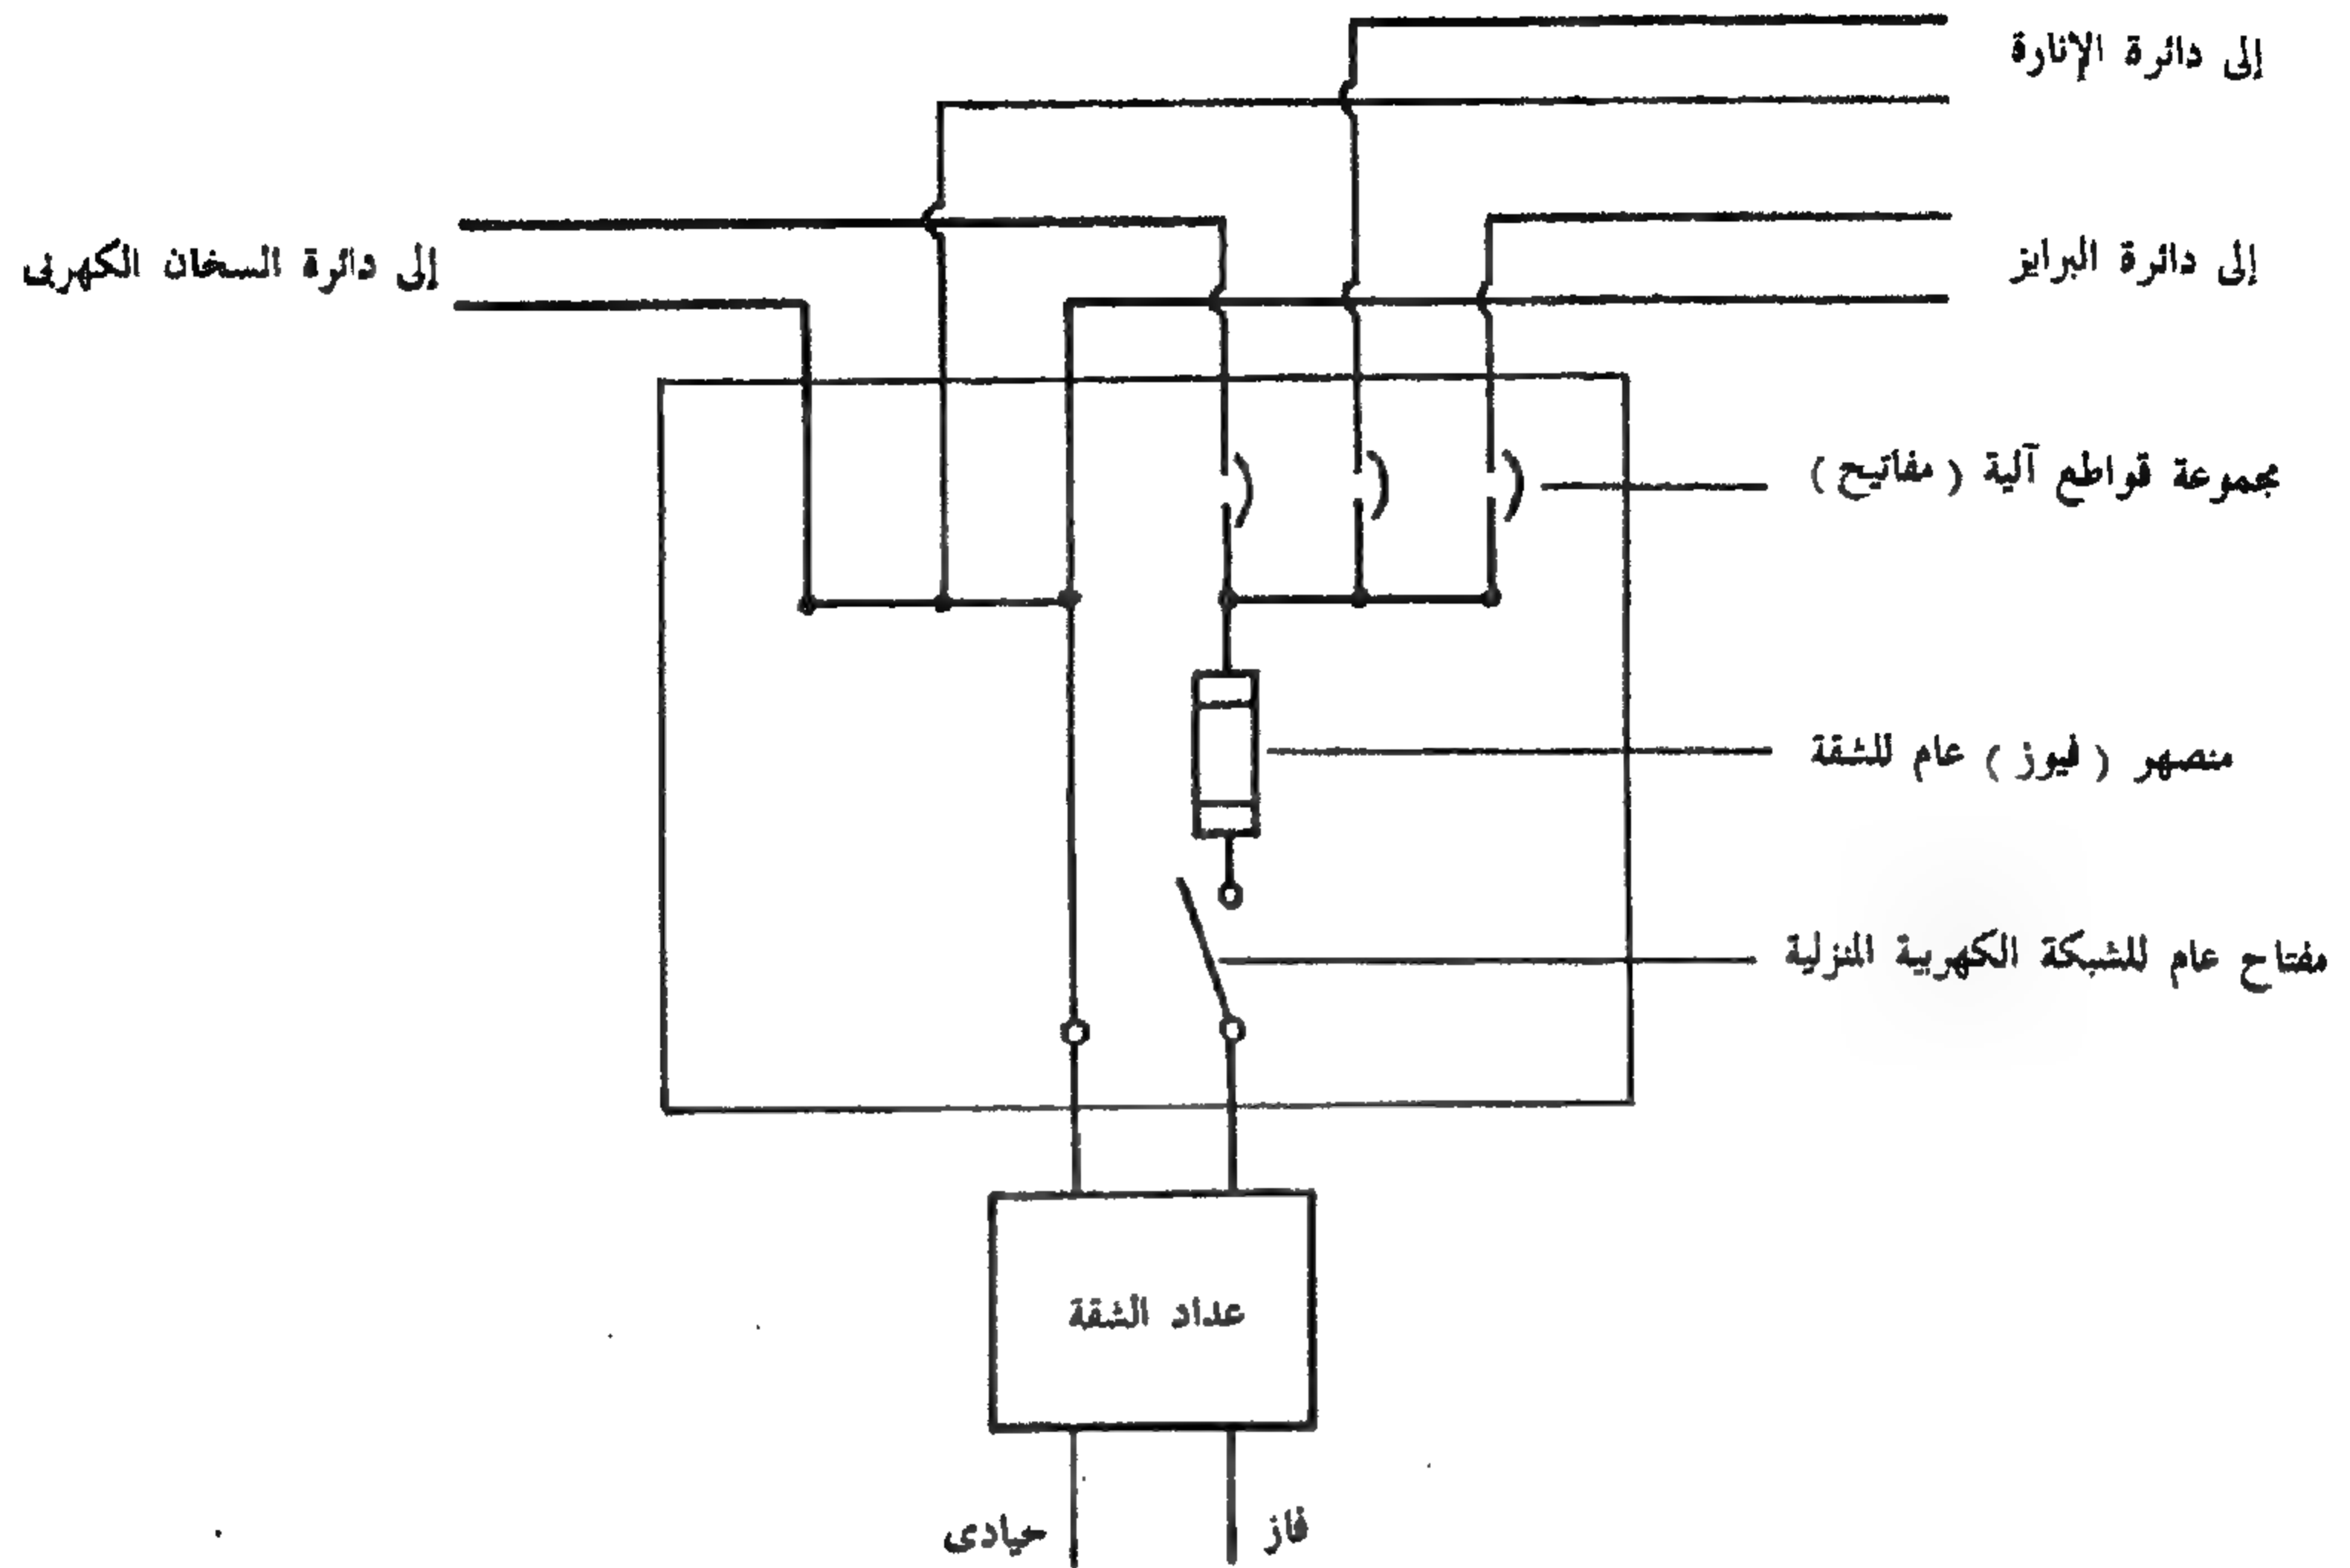 إلى دائرة الإنارة
إلى دائرة البرايز
إلى دائرة السخان الكهربى
مجموعة قواطع آلية ( مفاتيح )
منصهر ( فيوز ) عام للشقة
مفتاح عام للشبكة الكهربية المنزلية
عداد الشقة
فاز
حيادى